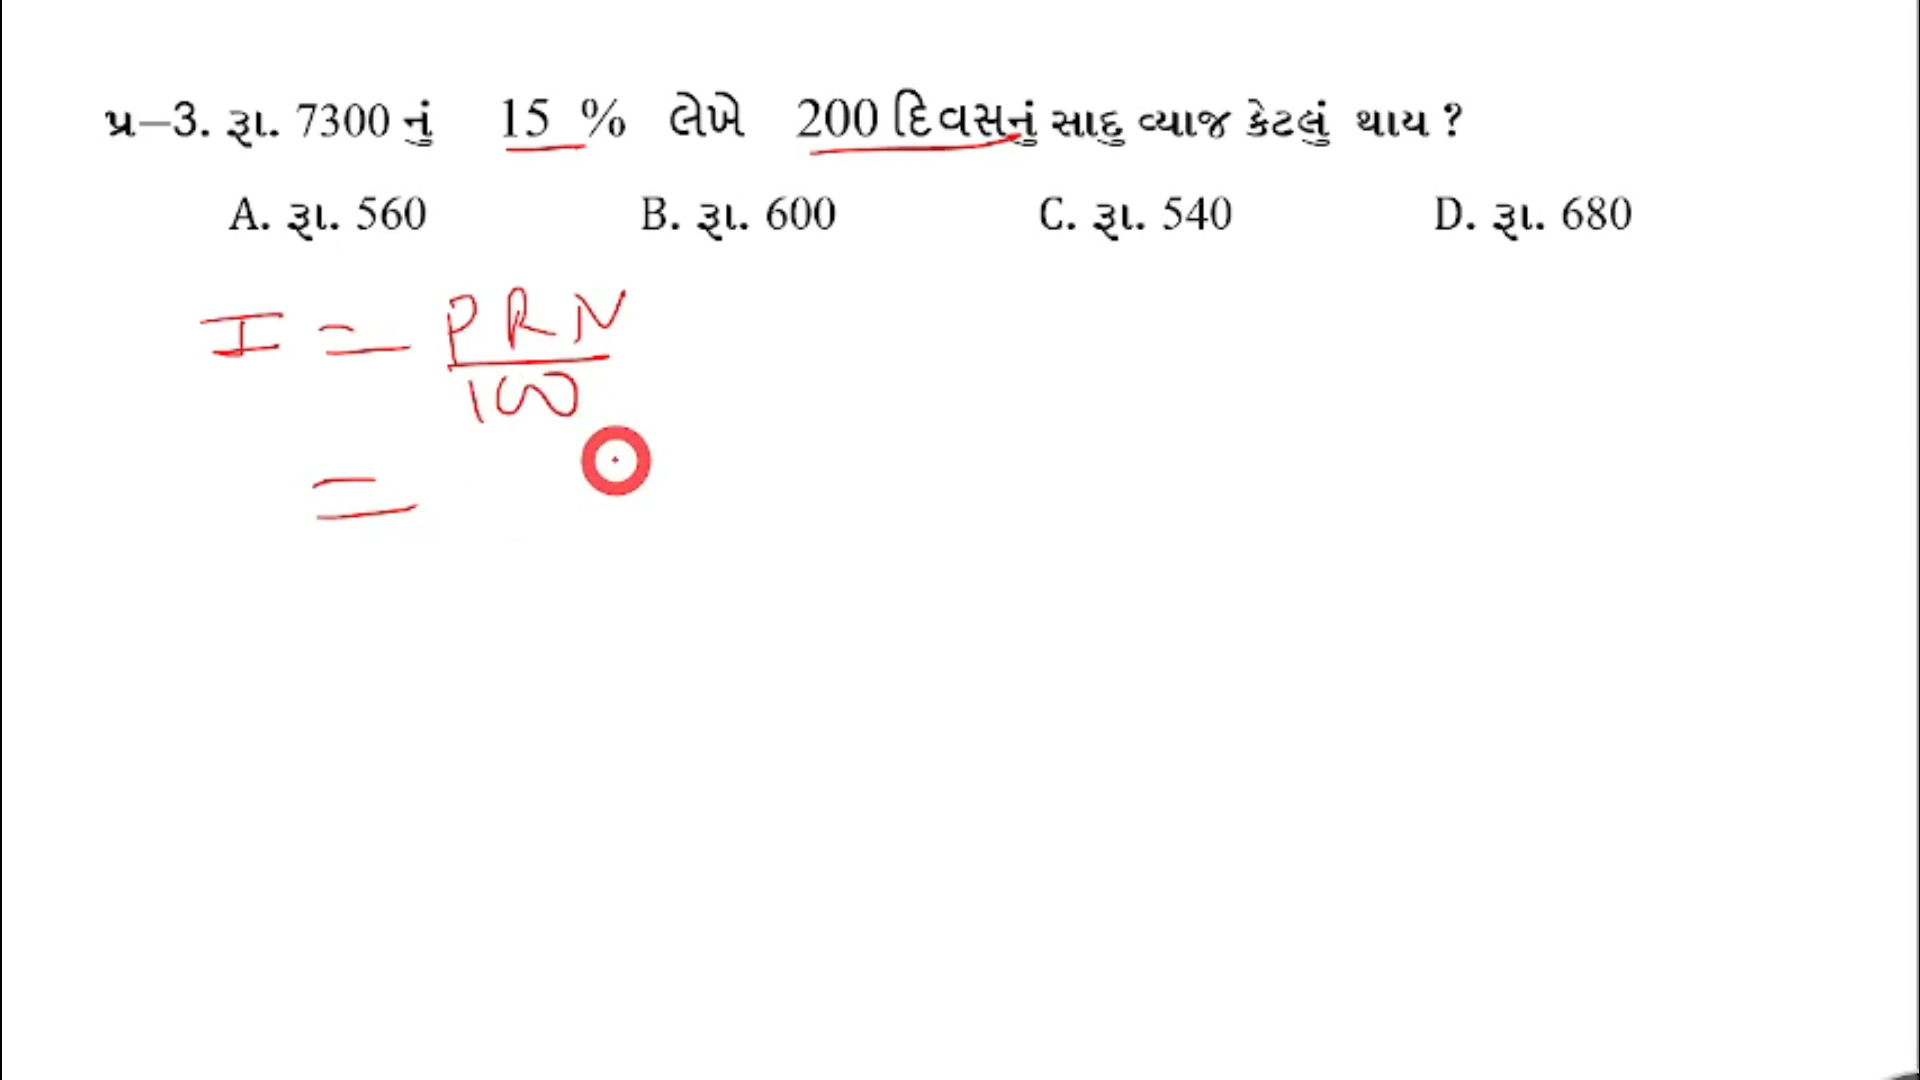 પ્ર–3. રૂા. 7300 નું 15 % લેખે 200 દિવસનું સાદુ વ્યાજ કેટલું થાય ?
A. રૂા. 560 B. રૂા. 600 C. રૂા. 540 D. રૂા. 680
I = PRN
100
=